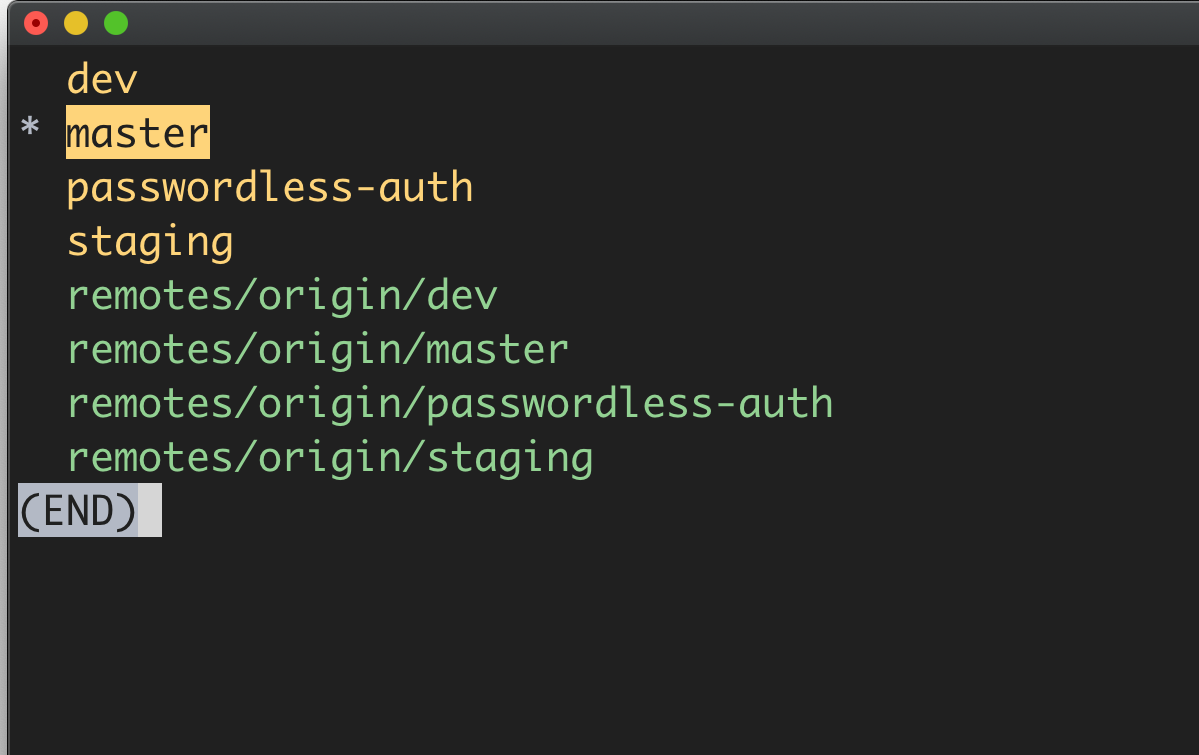 dev
* master
passwordless-auth
staging
remotes/origin/dev
remotes/origin/master
remotes/origin/passwordless-auth
remotes/origin/staging
(END)